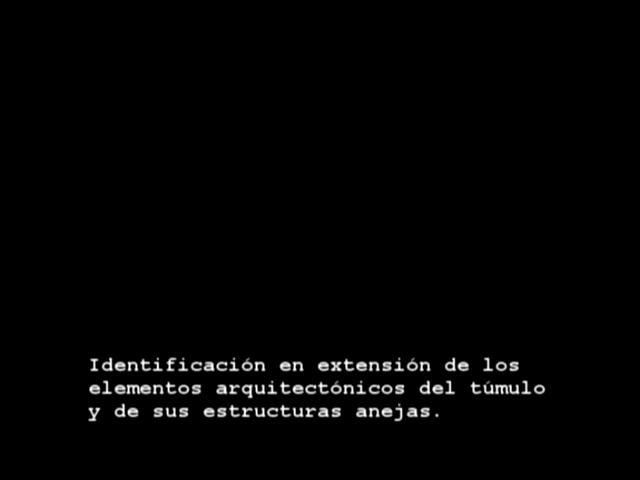 Identificación en extensión de los
elementos arquitectónicos del túmulo
y de sus estructuras anejas.